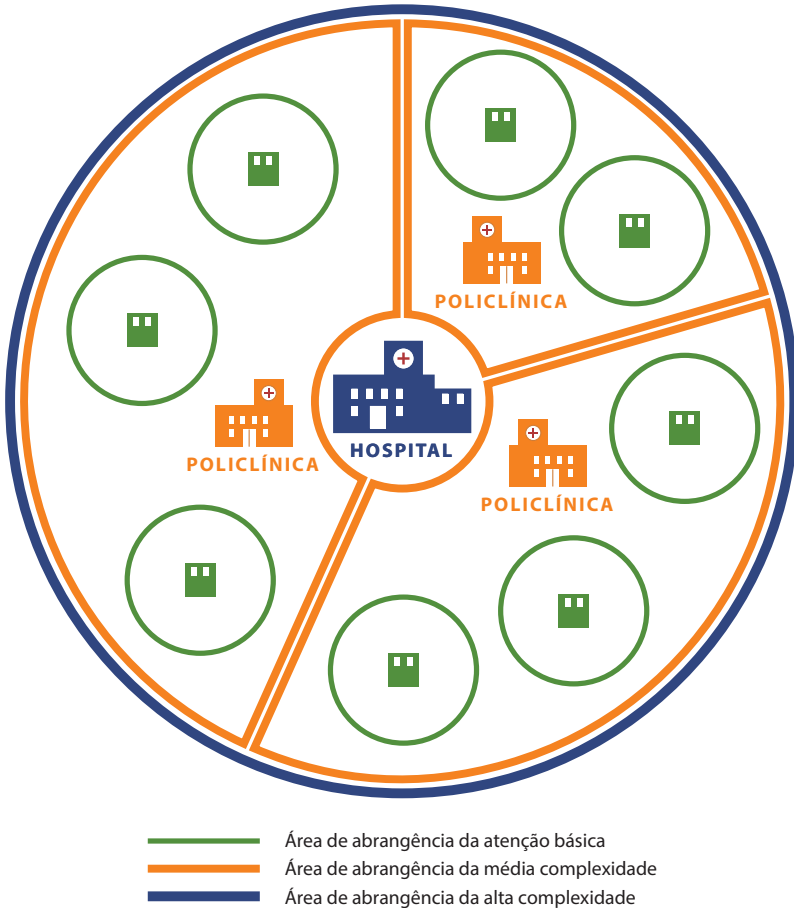 POLICLÍNICA
HOSPITAL
POLICLÍNICA
POLICLÍNICA
Área de abrangência da atenção básica
Área de abrangência da média complexidade
Área de abrangência da alta complexidade